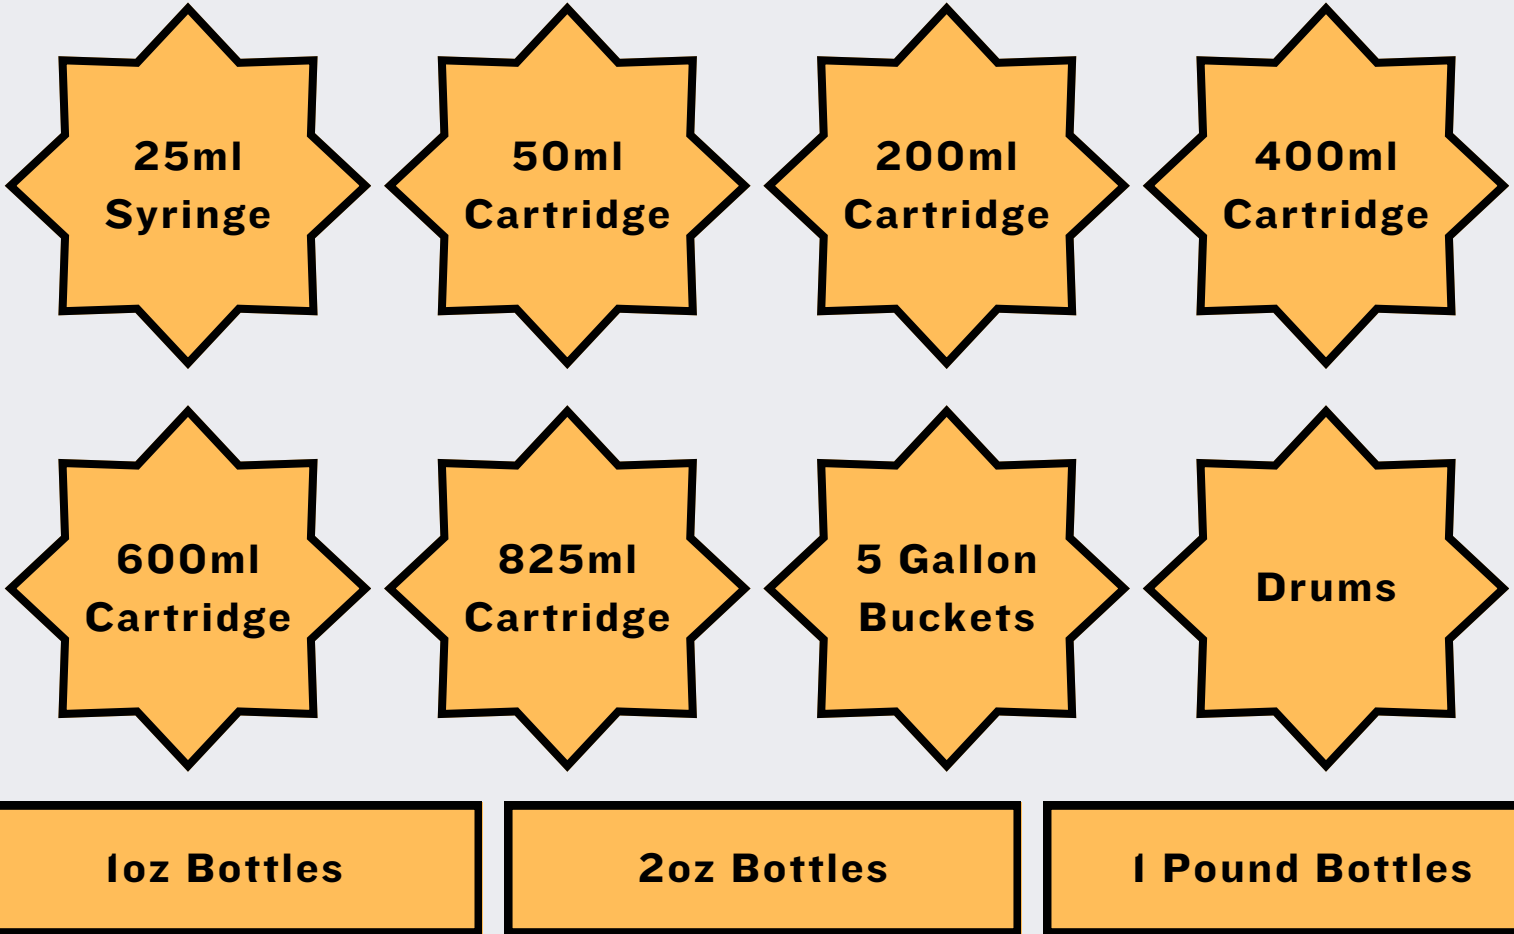 25ml
Syringe
50ml
Cartridge
200ml
Cartridge
400ml
Cartridge
600ml
Cartridge
825ml
Cartridge
5 Gallon
Buckets
Drums
1oz Bottles
2oz Bottles
1 Pound Bottles